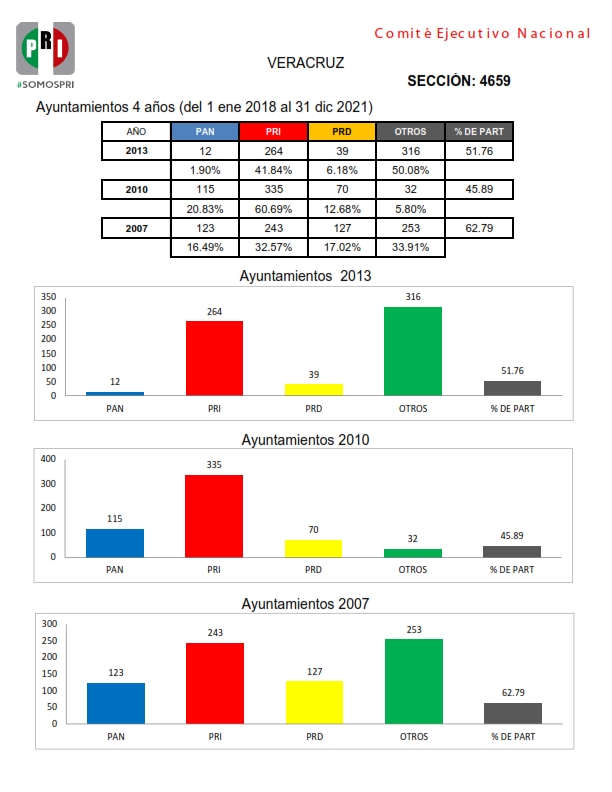 Comité Ejecutivo Nacional
PRI
#SOMOSPRI
VERACRUZ
SECCIÓN: 4659
Ayuntamientos 4 años (del 1 ene 2018 al 31 dic 2021)
AÑO PAN PRI PRD OTROS % DE PART
2013 12 264 39 316 51.76
1.90% 41.84% 6.18% 50.08%
2010 115 335 70 32 45.89
20.83% 60.69% 12.68% 5.80%
2007 123 243 127 253 62.79
16.49% 32.57% 17.02% 33.91%
Ayuntamientos 2013
350
300
250
200
150
100
50
0
12 264 39 316 51.76
PAN PRI PRD OTROS % DE PART
Ayuntamientos 2010
400
300
200
100
0
115 335 70 32 45.89
PAN PRI PRD OTROS % DE PART
Ayuntamientos 2007
300
250
200
150
100
50
0
123 243 127 253 62.79
PAN PRI PRD OTROS % DE PART